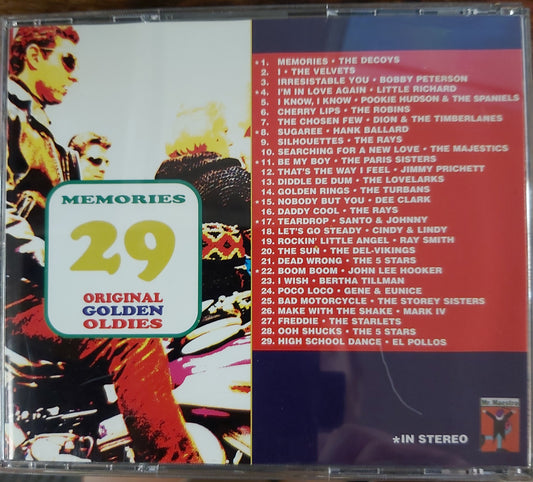 MEMORIES
29
ORIGINAL
GOLDEN
OLDIES
*1. MEMORIES • THE DECOYS
2. I • THE VELVETS
3. IRRESISTABLE YOU • BOBBY PETERSON
*4. I'M IN LOVE AGAIN • LITTLE RICHARD
5. I KNOW, I KNOW • POOKIE HUDSON & THE SPANIELS
6. CHERRY LIPS • THE ROBINS
7. THE CHOSEN FEW • DION & THE TIMBERLANES
*8. SUGAREE • HANK BALLARD
9. SILHOUETTES • THE RAYS
10. SEARCHING FOR A NEW LOVE • THE MAJESTICS
*11. BE MY BOY • THE PARIS SISTERS
12. THAT'S THE WAY I FEEL • JIMMY PRICHETT
13. DIDDLE DE DUM • THE LOVELARKS
14. GOLDEN RINGS • THE TURBANS
*15. NOBODY BUT YOU • DEE CLARK
16. DADDY COOL • THE RAYS
*17. TEARDROP • SANTO & JOHNNY
18. LET'S GO STEADY • CINDY & LINDY
19. ROCKIN' LITTLE ANGEL • RAY SMITH
20. THE SUN • THE DEL-VIKINGS
21. DEAD WRONG • THE 5 STARS
*22. BOOM BOOM • JOHN LEE HOOKER
23. I WISH • BERTHA TILLMAN
24. POCO LOCO • GENE & EUNICE
25. BAD MOTORCYCLE • THE STOREY SISTERS
26. MAKE WITH THE SHAKE • MARK IV
27. FREDDIE • THE STARLETS
28. OOH SHUCKS • THE 5 STARS
29. HIGH SCHOOL DANCE • EL POLLOS
Mr. Maestro
*IN STEREO